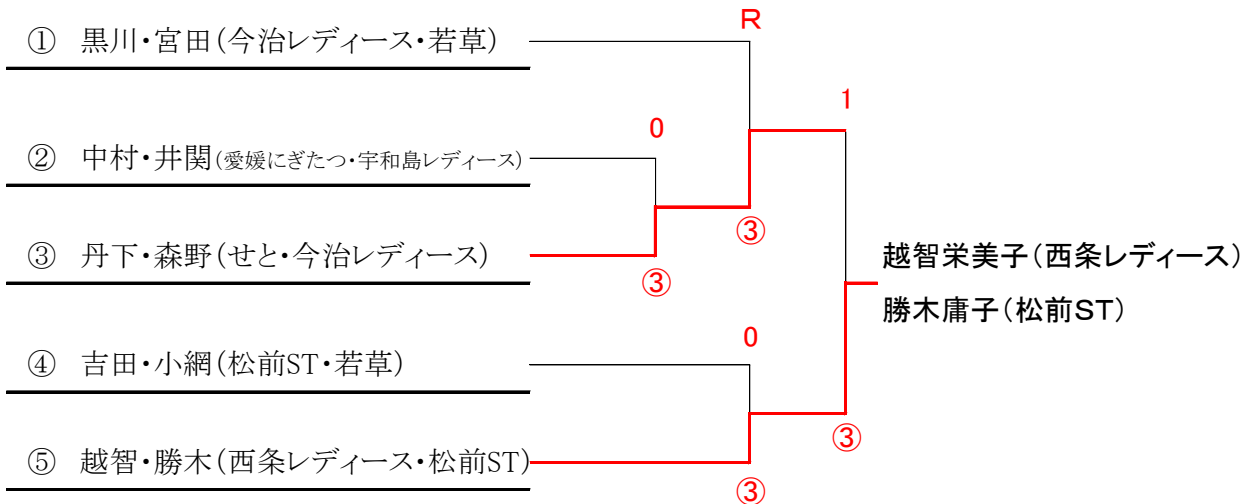 R
① 黒川・宮田(今治レディース・若草)
1
0
② 中村・井関(愛媛にぎたつ・宇和島レディース)
③
③ 丹下・森野(せと・今治レディース)
③
越智栄美子(西条レディース)
勝木庸子(松前ST)
0
④ 吉田・小網(松前ST・若草)
③
⑤ 越智・勝木(西条レディース・松前ST)
③